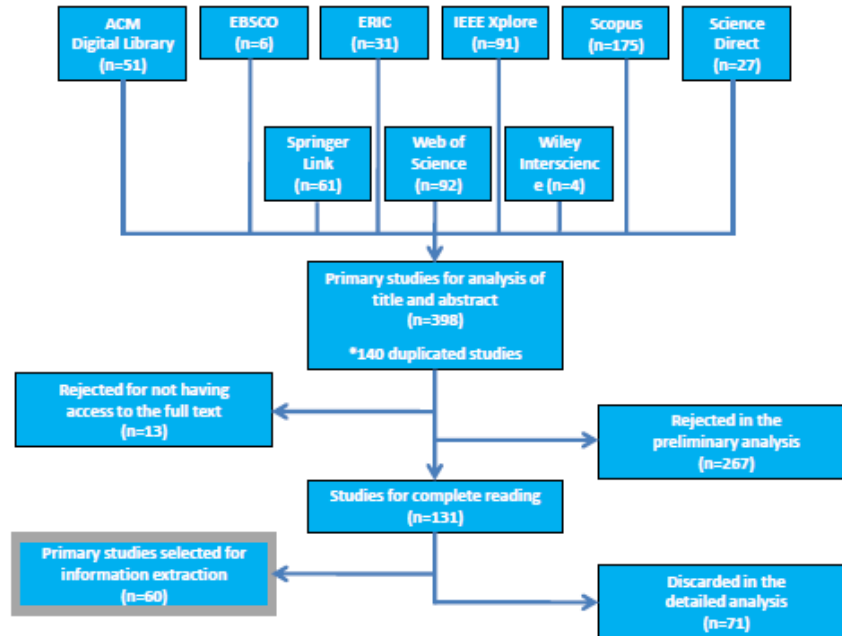 ACM
Digital Library
(n=51)
EBSCO
(n=6)
ERIC
(n=31)
IEEE Xplore
(n=91)
Scopus
(n=175)
Science
Direct
(n=27)
Springer
Link
(n=61)
Web of
Science
(n=92)
Wiley
Interscienc
e (n=4)
Primary studies for analysis of
title and abstract
(n=398)
*140 duplicated studies
Rejected for not having
access to the full text
(n=13)
Rejected in the
preliminary analysis
(n=267)
Studies for complete reading
(n=131)
Primary studies selected for
information extraction
(n=60)
Discarded in the
detailed analysis
(n=71)